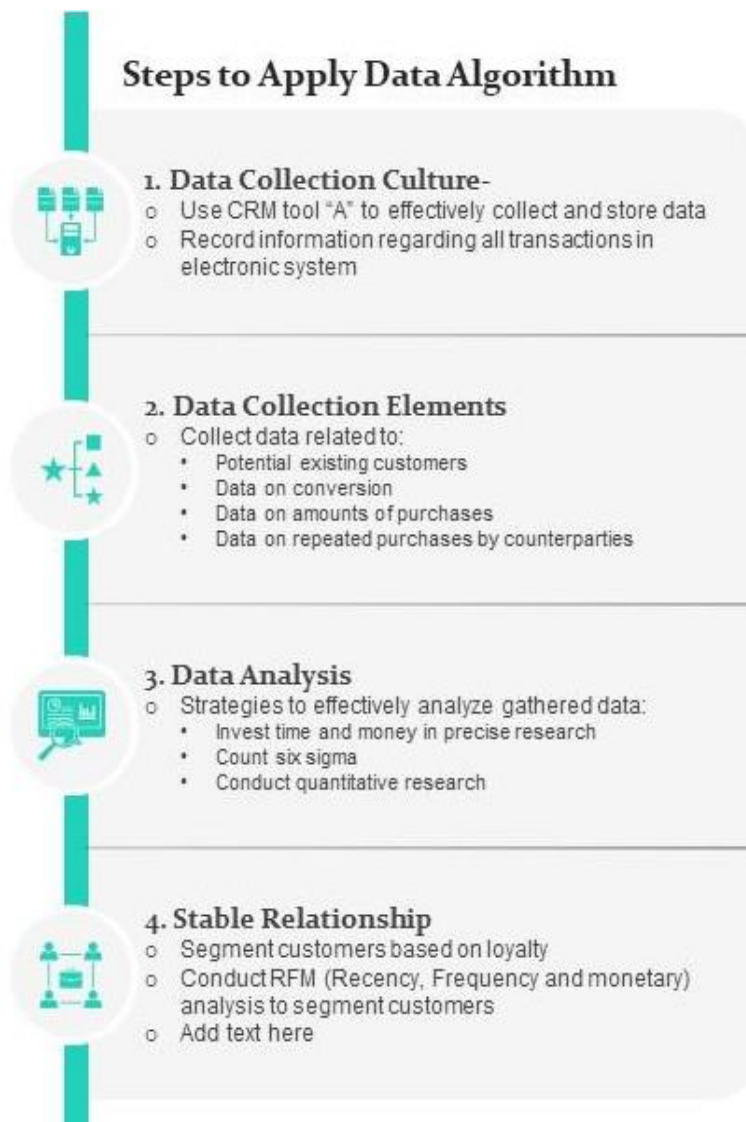 Steps to Apply Data Algorithm
1. Data Collection Culture-
o Use CRM tool “A” to effectively collect and store data
o Record information regarding all transactions in
electronic system
2. Data Collection Elements
o Collect data related to:
• Potential existing customers
• Data on conversion
• Data on amounts of purchases
• Data on repeated purchases by counterparties
3. Data Analysis
o Strategies to effectively analyze gathered data:
• Invest time and money in precise research
• Count six sigma
• Conduct quantitative research
4. Stable Relationship
o Segment customers based on loyalty
o Conduct RFM (Recency, Frequency and monetary)
analysis to segment customers
o Add text here